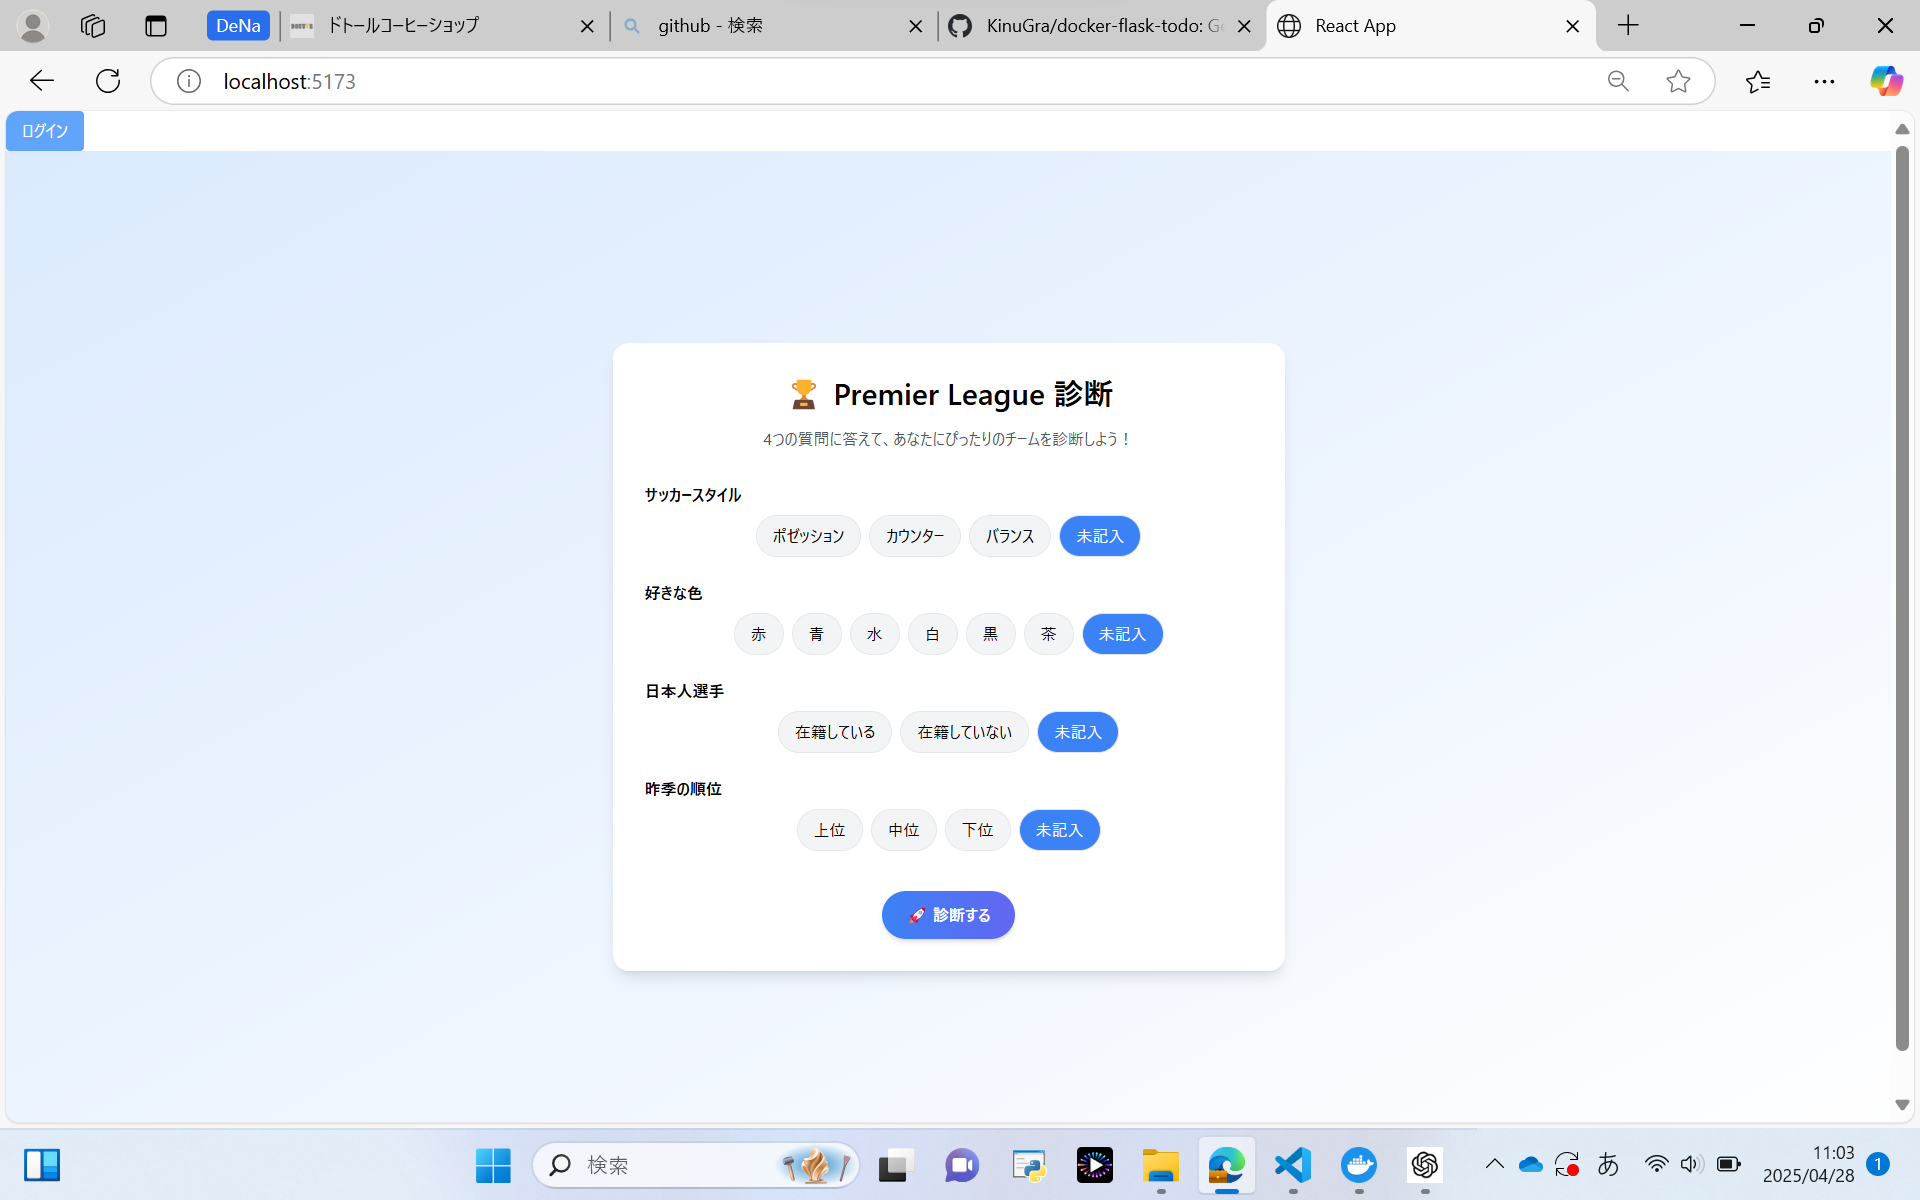 DeNa
ドトールコーヒーショップ
github - 検索
KinuGra/docker-flask-todo: Ge
React App
localhost:5173
ログイン
Premier League 診断
4つの質問に答えて、あなたにぴったりのチームを診断しよう！
サッカースタイル
ポゼッション カウンター バランス 未記入
好きな色
赤 青 水 白 黒 茶 未記入
日本人選手
在籍している 在籍していない 未記入
昨季の順位
上位 中位 下位 未記入
診断する
検索
あ
11:03
2025/04/28
1